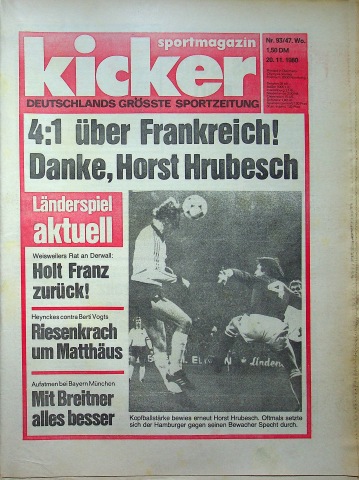 sportmagazin
kicker
DEUTSCHLANDS GRÖSSTE SPORTZEITUNG
Nr. 93/47. Wo.
1,50 DM
20. 11. 1980
4:1 über Frankreich!
Danke, Horst Hrubesch
Länderspiel
aktuell
Weisweilers Rat an Derwall:
Holt Franz
zurück!
Heynckes contra Berti Vogts
Riesenkrach
um Matthäus
Aufatmen bei Bayern München
Mit Breitner
alles besser
Kopfballstärke bewies erneut Horst Hrubesch. Oftmals setzte
sich der Hamburger gegen seinen Bewacher Specht durch.